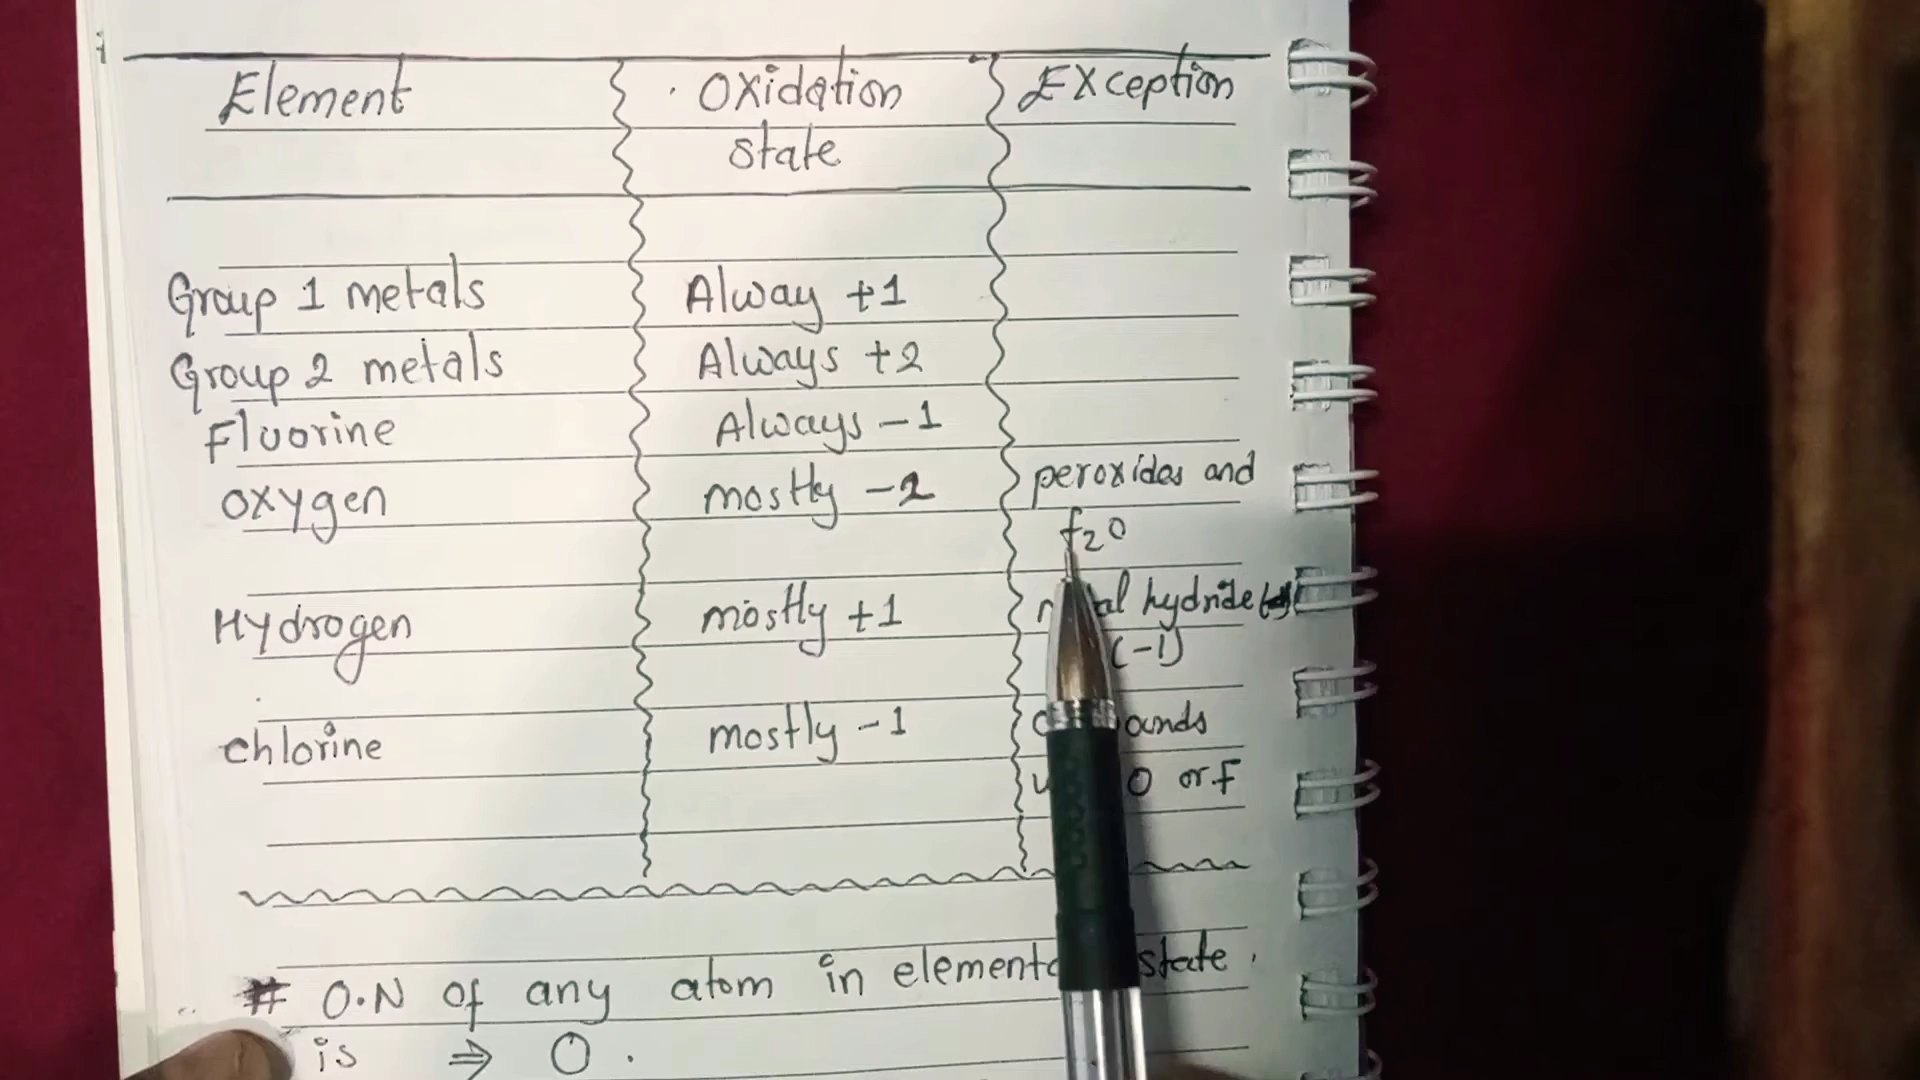 Element Oxidation Exception
state
Group 1 metals Alway +1
Group 2 metals Always +2
Fluorine Always -1
Oxygen mostly -2 peroxides and
f₂o
Hydrogen mostly +1 hydride
(-1)
chlorine mostly -1
O or F
# O.N of any atom in state.
is ⇒ O.